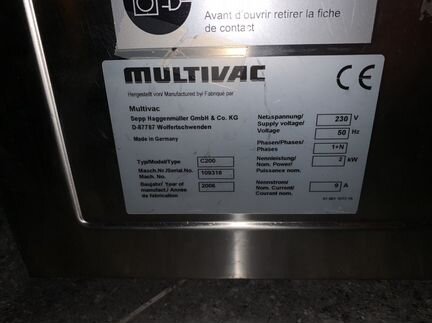 Avant d'ouvrir retirer la fiche
de contact
MULTIVAC
CE
Hergestellt von/ Manufactured by/ Fabriqué par
Multivac
Sepp Haggenmüller GmbH & Co. KG
D-87787 Wolfertschwenden
Made in Germany
Typ/Model/Type C200
Masch.Nr./Serial.No.
Mach. No. 109318
Baujahr/ Year of
manufact./ Année
de fabrication 2006
Netzspannung/
Supply voltage/
Voltage 230 V
50 Hz
Phasen/Phases/
Phases 1+N
Nennleistung/
Nom. Power/
Puissance nom. 2 kW
Nennstrom/
Nom. Current/
Courant nom. 9 A